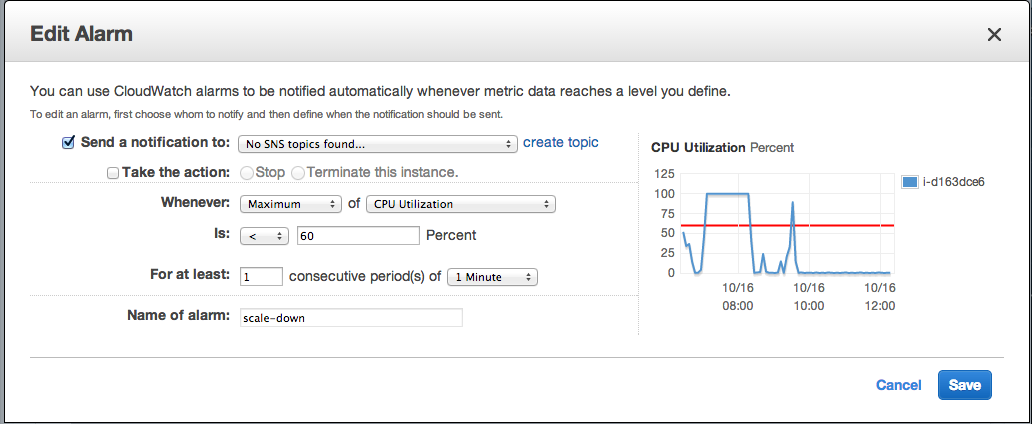 Edit Alarm
You can use CloudWatch alarms to be notified automatically whenever metric data reaches a level you define.
To edit an alarm, first choose whom to notify and then define when the notification should be sent.
Send a notification to: No SNS topics found... create topic
Take the action: Stop Terminate this instance.
Whenever: Maximum of CPU Utilization
Is: < 60 Percent
For at least: 1 consecutive period(s) of 1 Minute
Name of alarm: scale-down
CPU Utilization Percent
125
100
75
50
25
0
10/16 10/16 10/16
08:00 10:00 12:00
i-d163dce6
Cancel Save